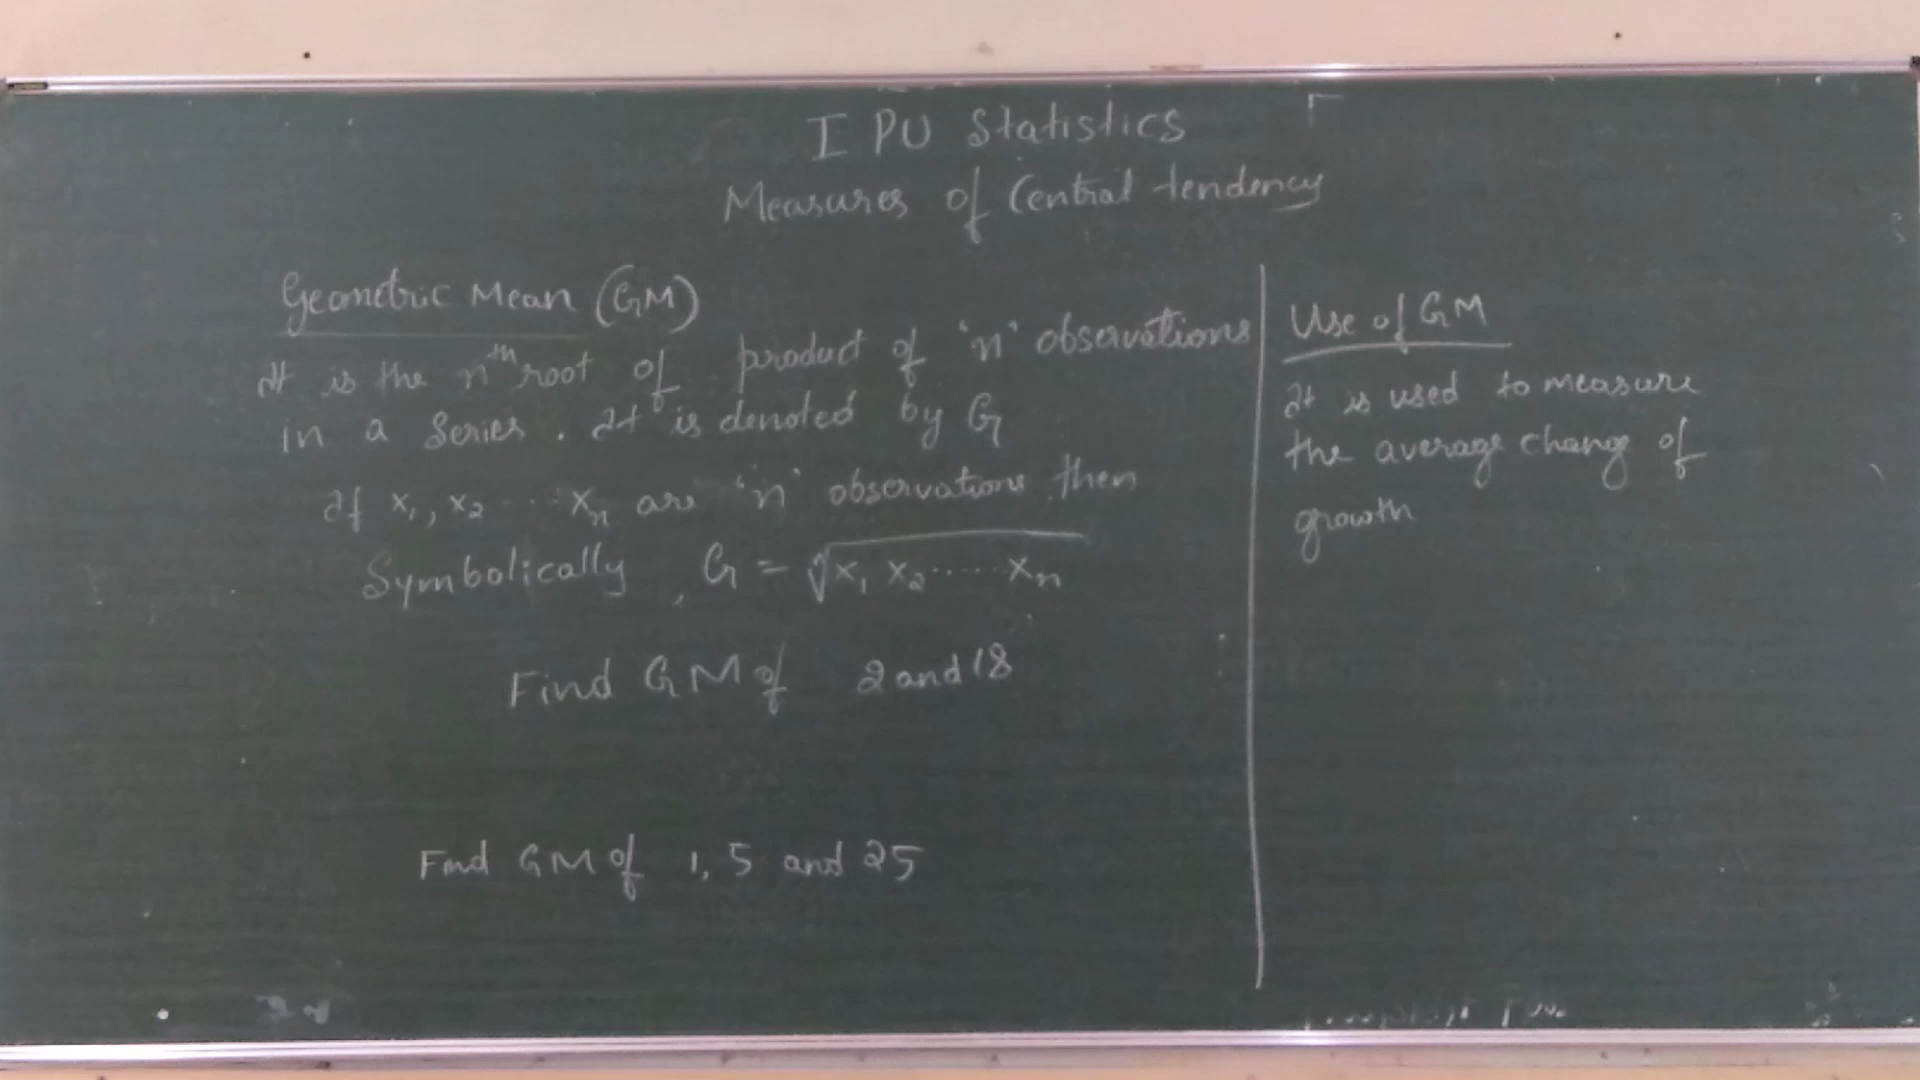 I PU Statistics
Measures of Central tendency
Geometric Mean (GM)
It is the nth root of product of 'n' observations
in a Series. It is denoted by G
If x₁, x₂ ... xₙ are 'n' observations then
Symbolically, G = ⁿ√x₁ x₂ ...... xₙ
Find GM of 2 and 18
Find GM of 1, 5 and 25
Use of GM
It is used to measure
the average change of
growth